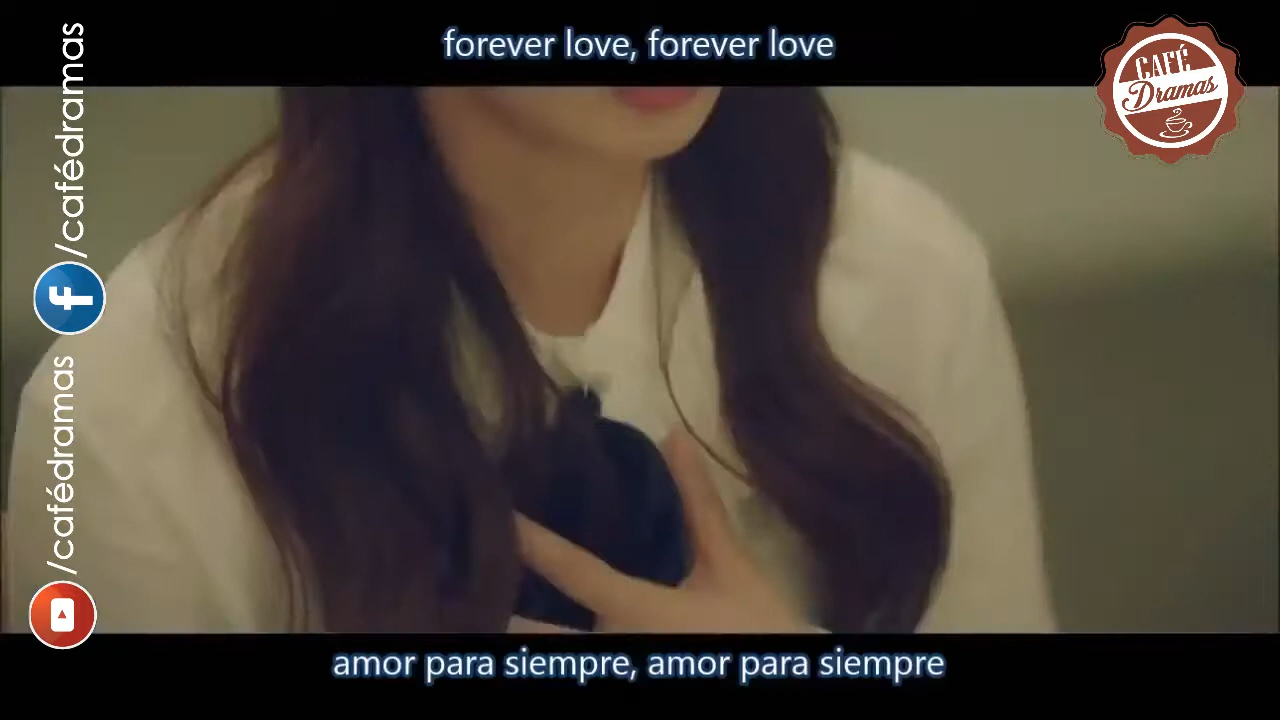 forever love, forever love
CAFÉ
Dramas
/cafédramas
f
/cafédramas
amor para siempre, amor para siempre